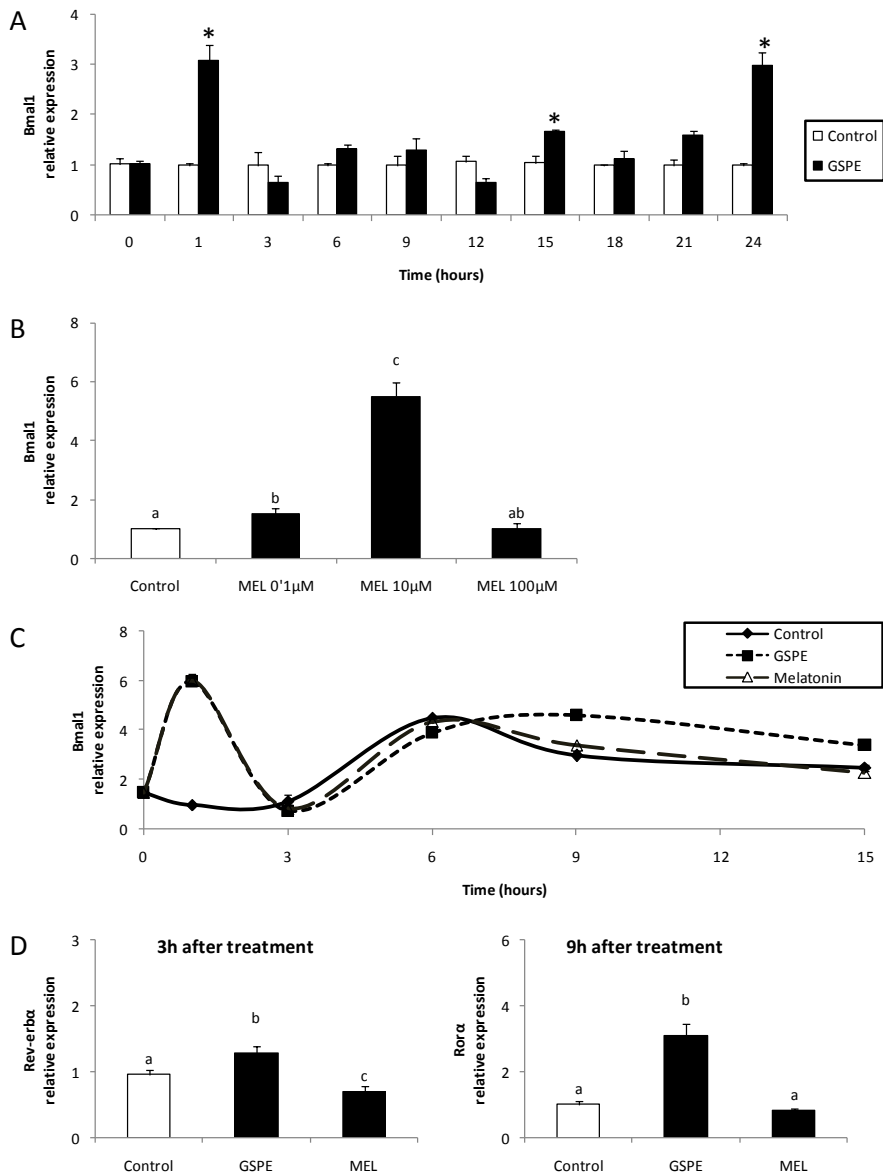 A
Bmal1
relative expression
4
3
2
1
0
*
*
*
0 1 3 6 9 12 15 18 21 24
Time (hours)
Control
GSPE
B
Bmal1
relative expression
8
6
4
2
0
a
b
c
ab
Control MEL 0'1µM MEL 10µM MEL 100µM
C
Bmal1
relative expression
8
6
4
2
0
Control
GSPE
Melatonin
0 3 6 9 12 15
Time (hours)
D
3h after treatment
Rev-erbα
relative expression
3
2
1
0
a
b
c
Control GSPE MEL
9h after treatment
Rorα
relative expression
6
4
2
0
a
b
a
Control GSPE MEL